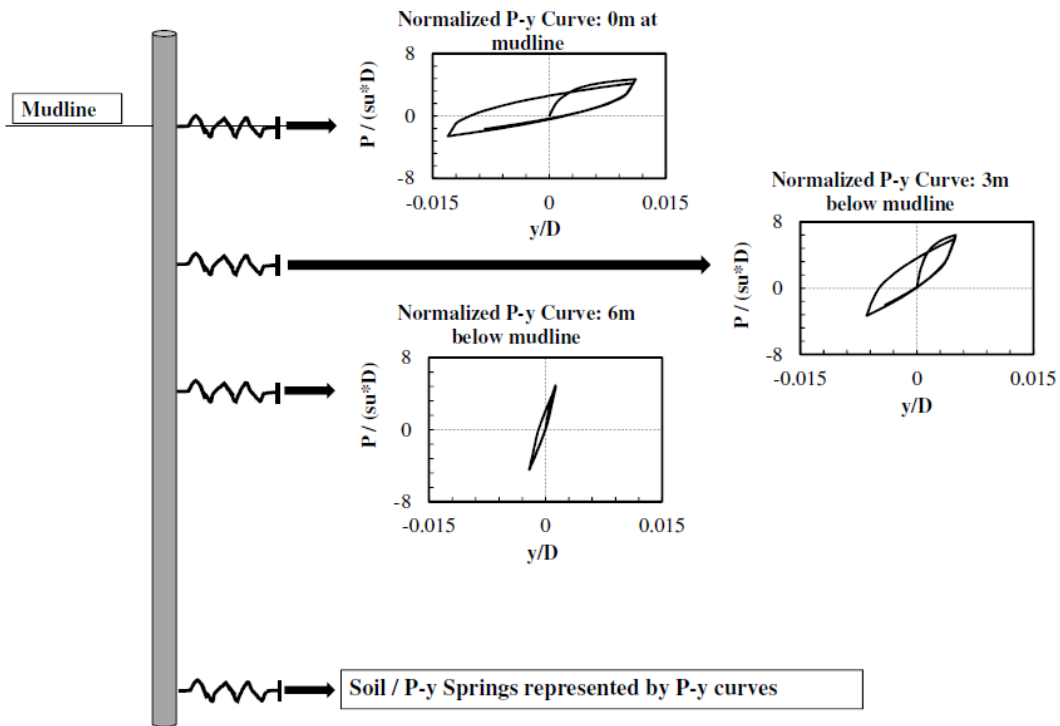 Normalized P-y Curve: 0m at
mudline
8
0
-8
P / (su*D)
-0.015
0
0.015
y/D
Mudline
Normalized P-y Curve: 3m
below mudline
8
0
-8
P / (su*D)
-0.015
0
0.015
y/D
Normalized P-y Curve: 6m
below mudline
8
0
-8
P / (su*D)
-0.015
0
0.015
y/D
Soil / P-y Springs represented by P-y curves